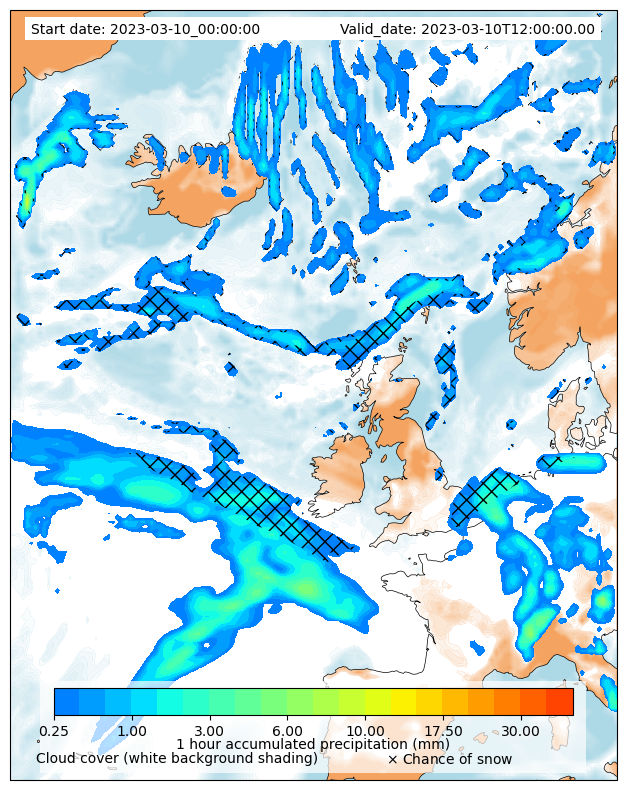 Start date: 2023-03-10_00:00:00 Valid_date: 2023-03-10T12:00:00.00
0.25 1.00 3.00 6.00 10.00 17.50 30.00
1 hour accumulated precipitation (mm)
Cloud cover (white background shading) × Chance of snow